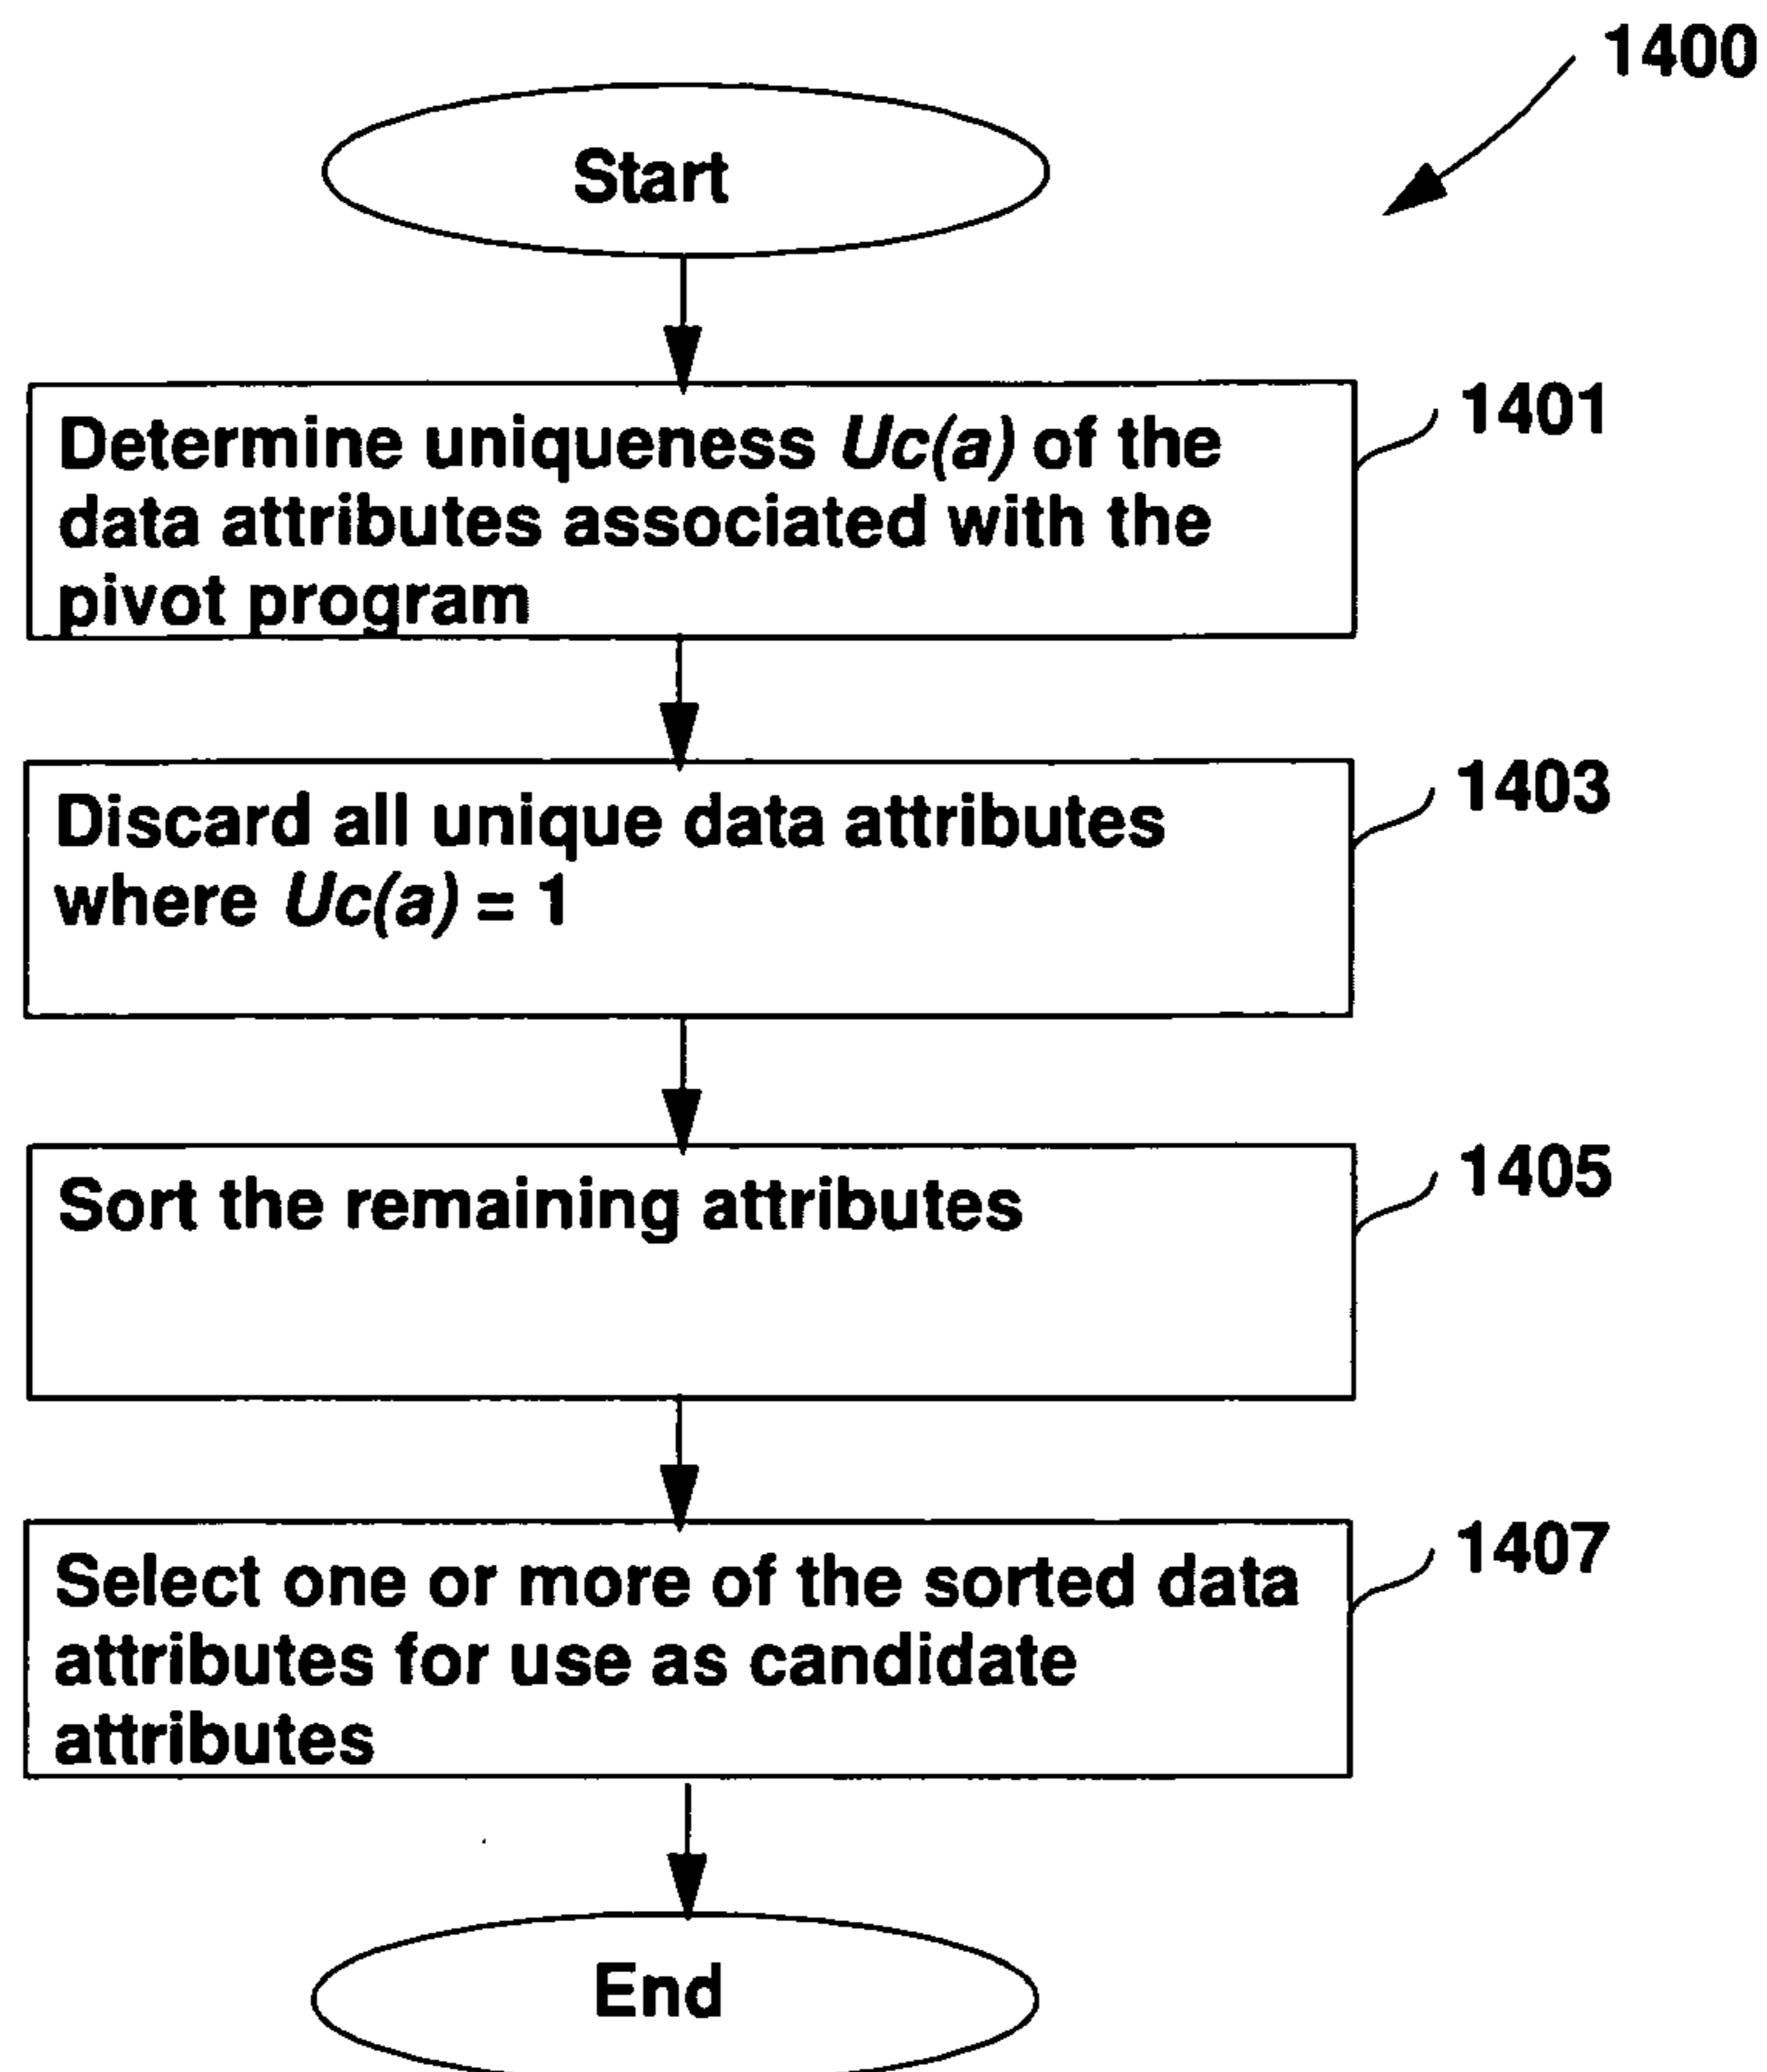 1400
Start
1401
Determine uniqueness Uc(a) of the
data attributes associated with the
pivot program
1403
Discard all unique data attributes
where Uc(a) = 1
1405
Sort the remaining attributes
1407
Select one or more of the sorted data
attributes for use as candidate
attributes
End